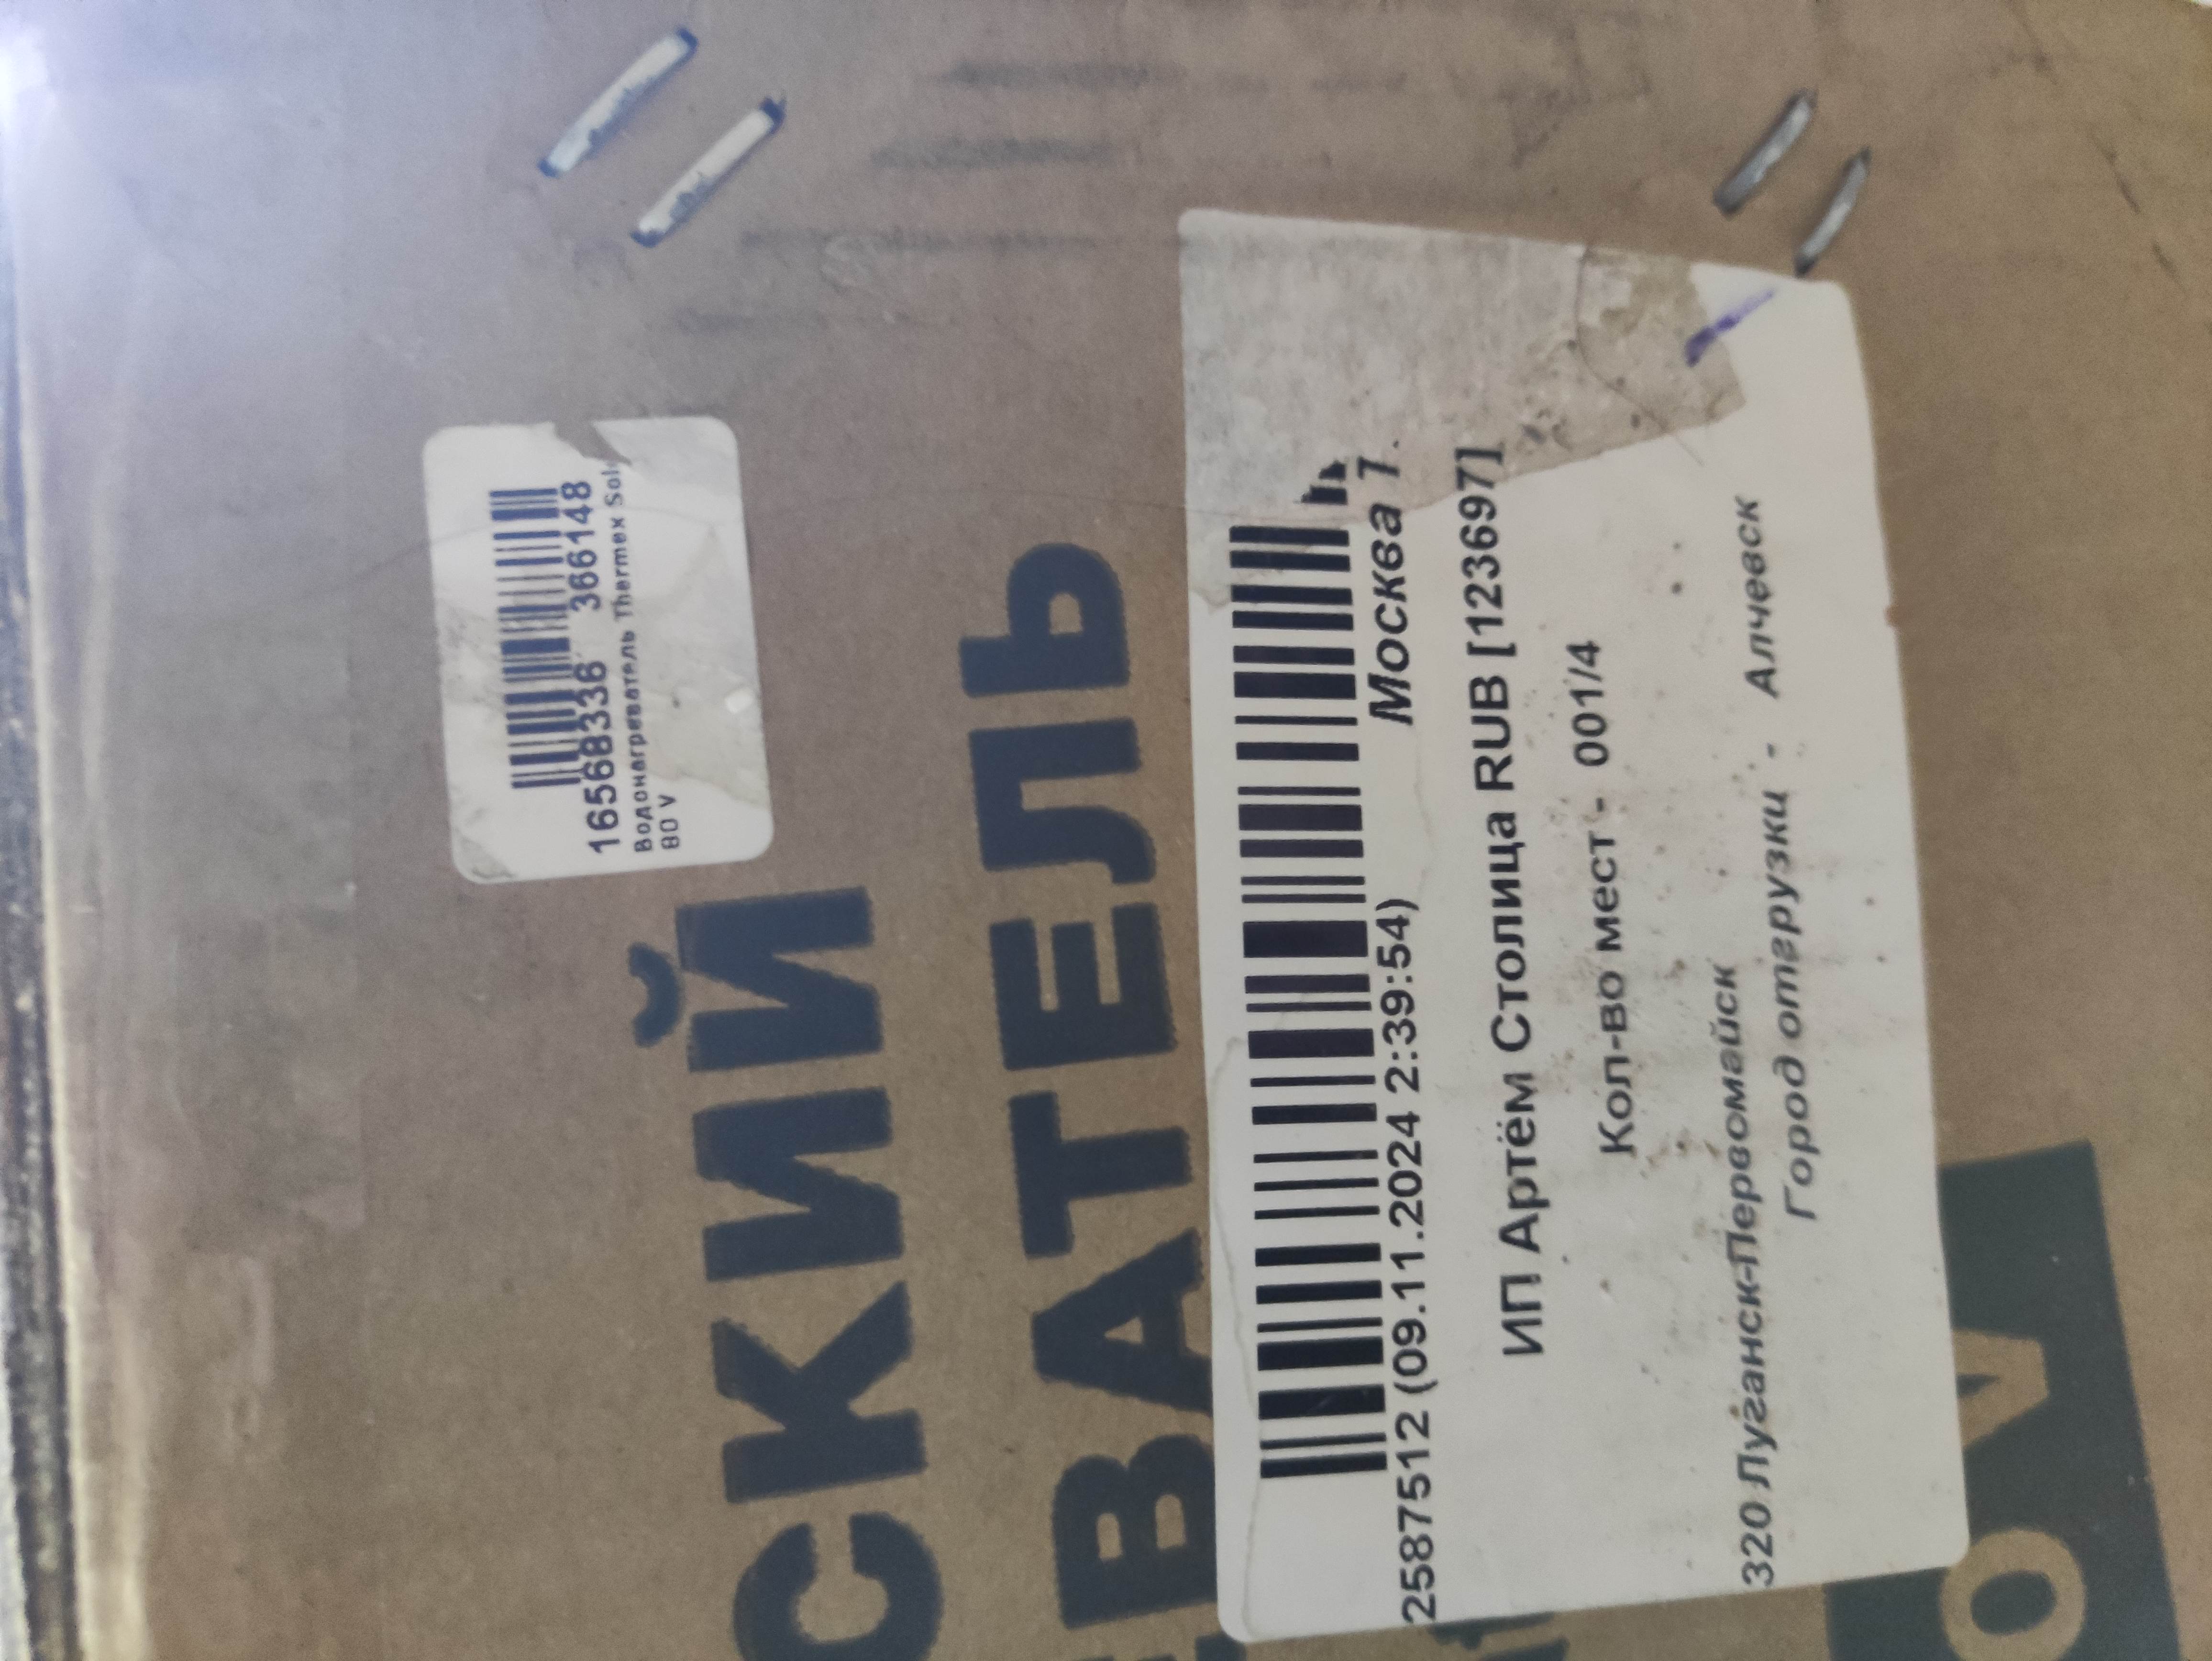 16568336 366148
Водонагреватель Thermex
80 V
СКИЙ
ВАТЕЛЬ
2587512 (09.11.2024 2:39:54) Москва
ИП Артём Столица RUB [123697]
Кол-во мест - 001/4
320 Луганск-Первомайск
Город отгрузки - Алчевск